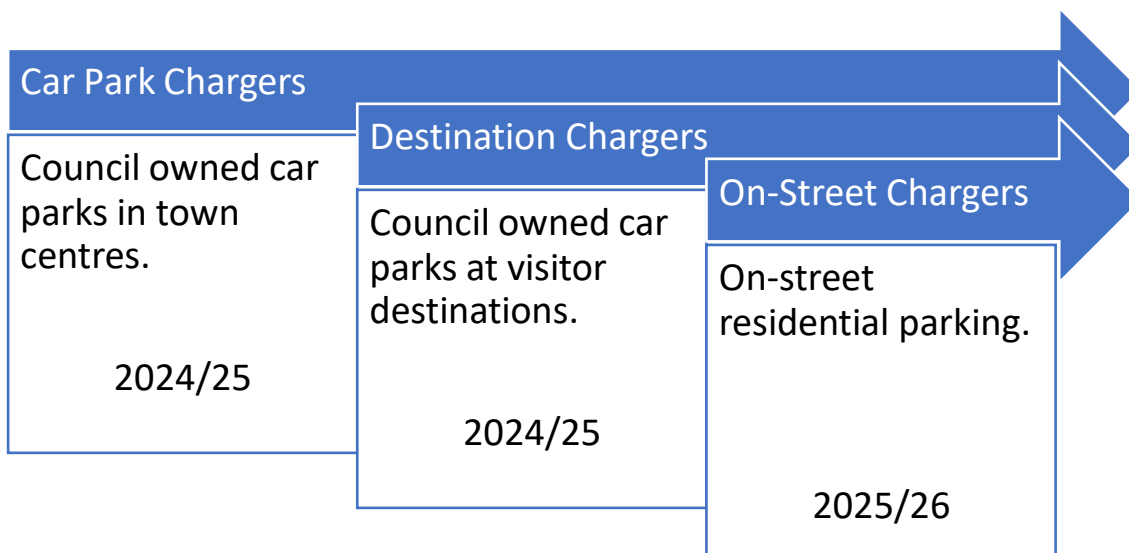 Car Park Chargers
Council owned car
parks in town
centres.
2024/25
Destination Chargers
Council owned car
parks at visitor
destinations.
2024/25
On-Street Chargers
On-street
residential parking.
2025/26